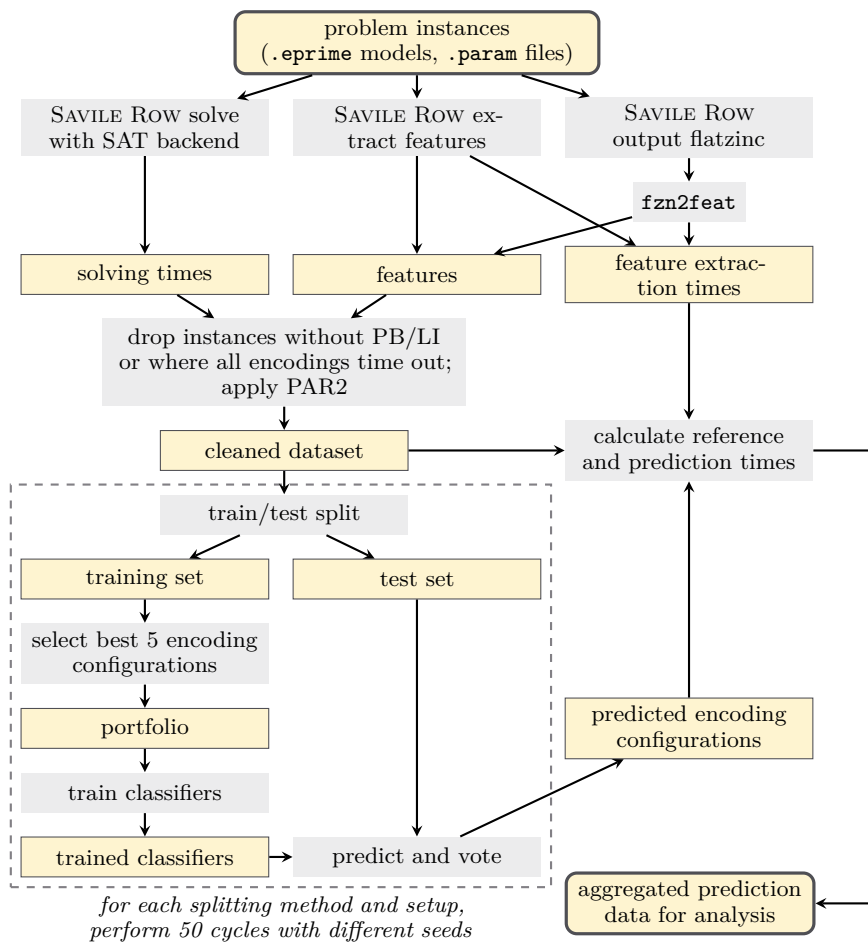 problem instances
(.eprime models, .param files)
SAVILE ROW solve
with SAT backend
SAVILE ROW ex-
tract features
SAVILE ROW
output flatzinc
fzn2feat
solving times
features
feature extrac-
tion times
drop instances without PB/LI
or where all encodings time out;
apply PAR2
cleaned dataset
calculate reference
and prediction times
train/test split
training set
test set
select best 5 encoding
configurations
portfolio
predicted encoding
configurations
train classifiers
trained classifiers
predict and vote
for each splitting method and setup,
perform 50 cycles with different seeds
aggregated prediction
data for analysis